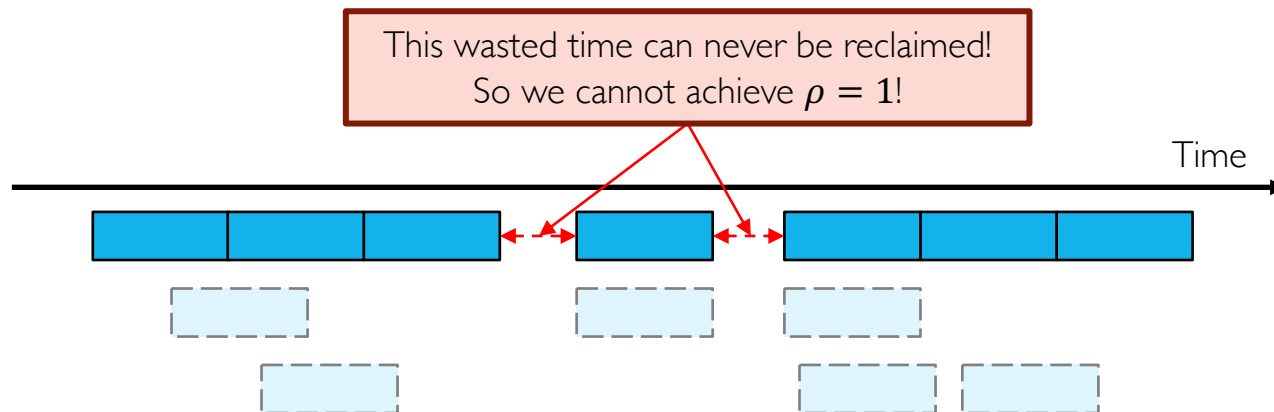 This wasted time can never be reclaimed!
So we cannot achieve 𝝆 = 1!
Time